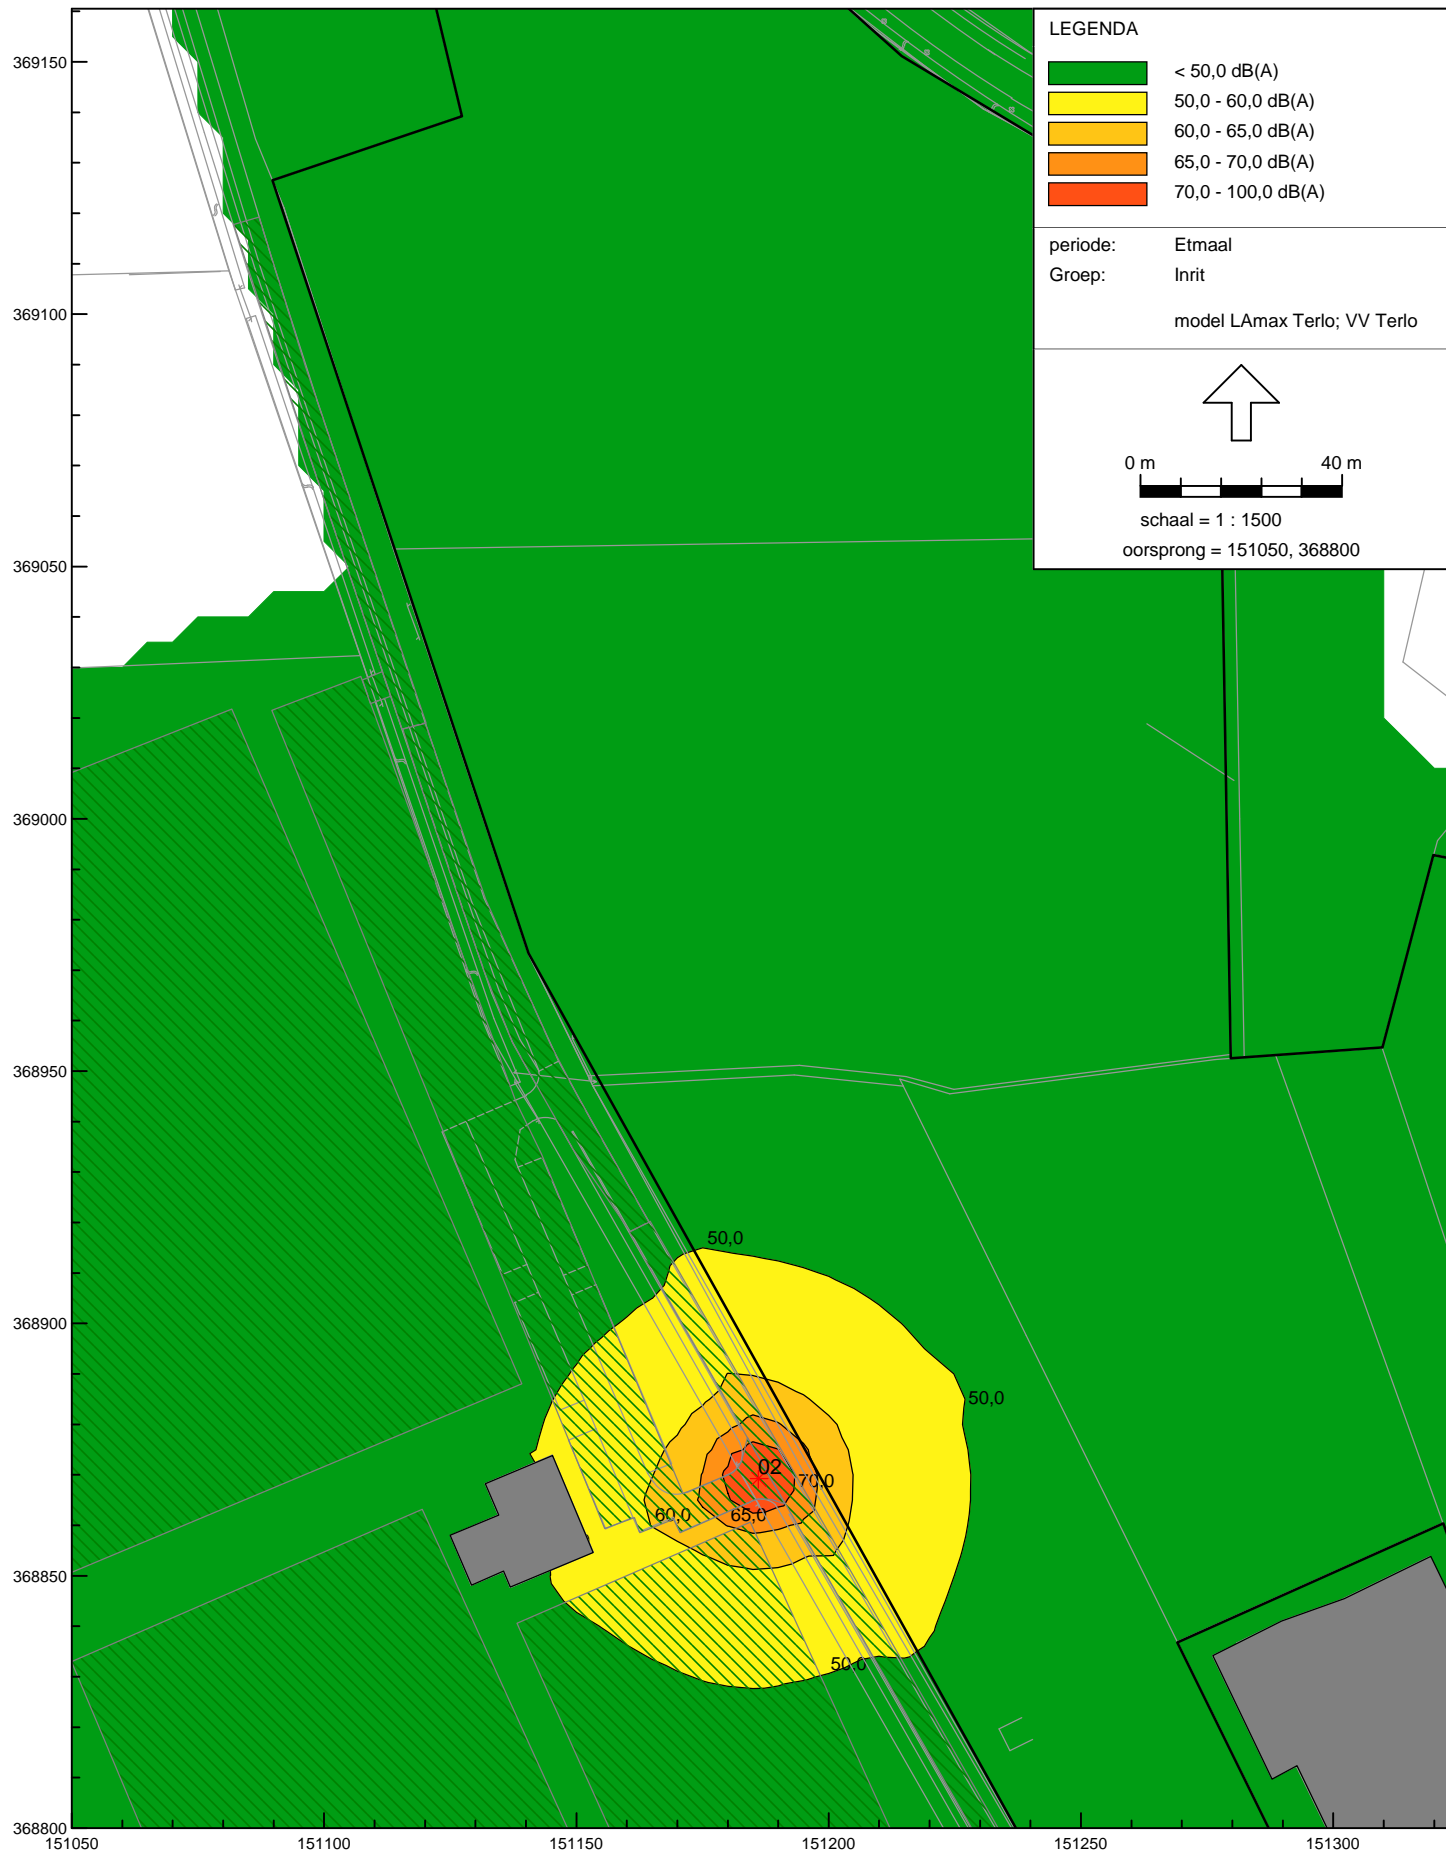 LEGENDA
< 50,0 dB(A)
50,0 - 60,0 dB(A)
60,0 - 65,0 dB(A)
65,0 - 70,0 dB(A)
70,0 - 100,0 dB(A)
periode: Etmaal
Groep: Inrit
model LAmax Terlo; VV Terlo
0 m 40 m
schaal = 1 : 1500
oorsprong = 151050, 368800
369150
369100
369050
369000
368950
368900
368850
368800
50,0
50,0
02
70,0
60,0 65,0
50,0
151050 151100 151150 151200 151250 151300